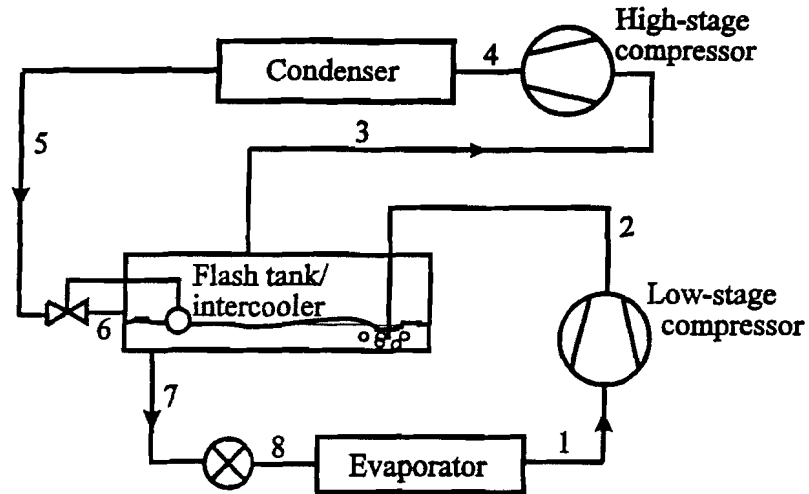 High-stage
compressor
Condenser
4
3
5
2
Flash tank/
intercooler
Low-stage
compressor
6
7
8
1
Evaporator